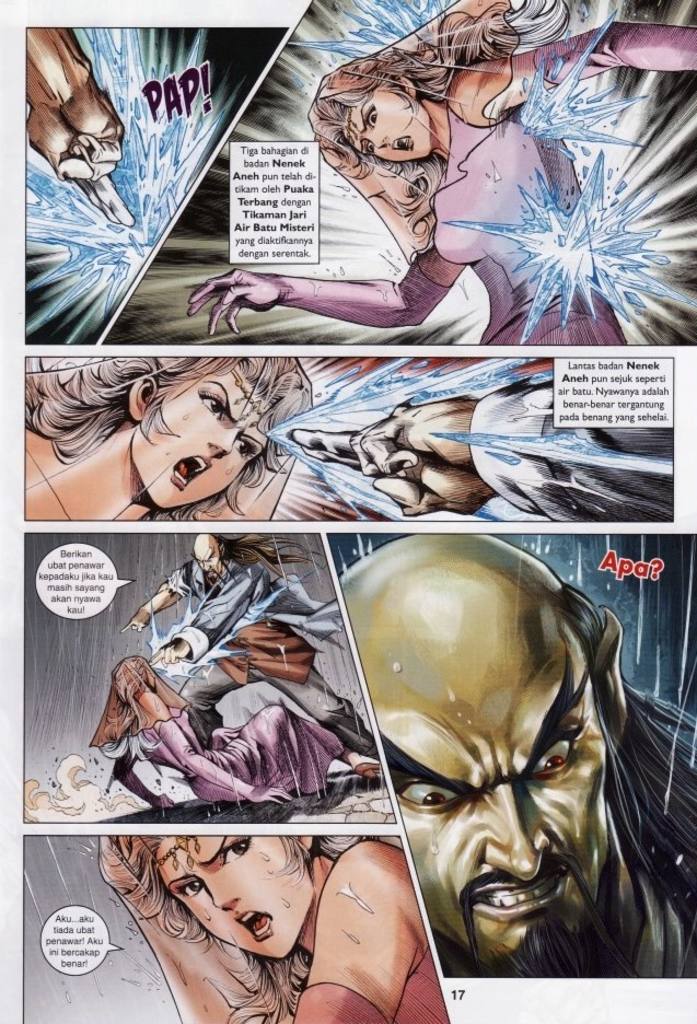 PAP!
Tiga bahagian di
badan Nenek
Aneh pun telah di-
tikam oleh Puaka
Terbang dengan
Tikaman Jari
Air Batu Misteri
yang diaktifkannya
dengan serentak.
Lantas badan Nenek
Aneh pun sejuk seperti
air batu. Nyawanya adalah
benar-benar tergantung
pada benang yang sehelai.
Berikan
ubat penawar
kepadaku jika kau
masih sayang
akan nyawa
kau!
Apa?
Aku...aku
tiada ubat
penawar! Aku
ini bercakap
benar!
17